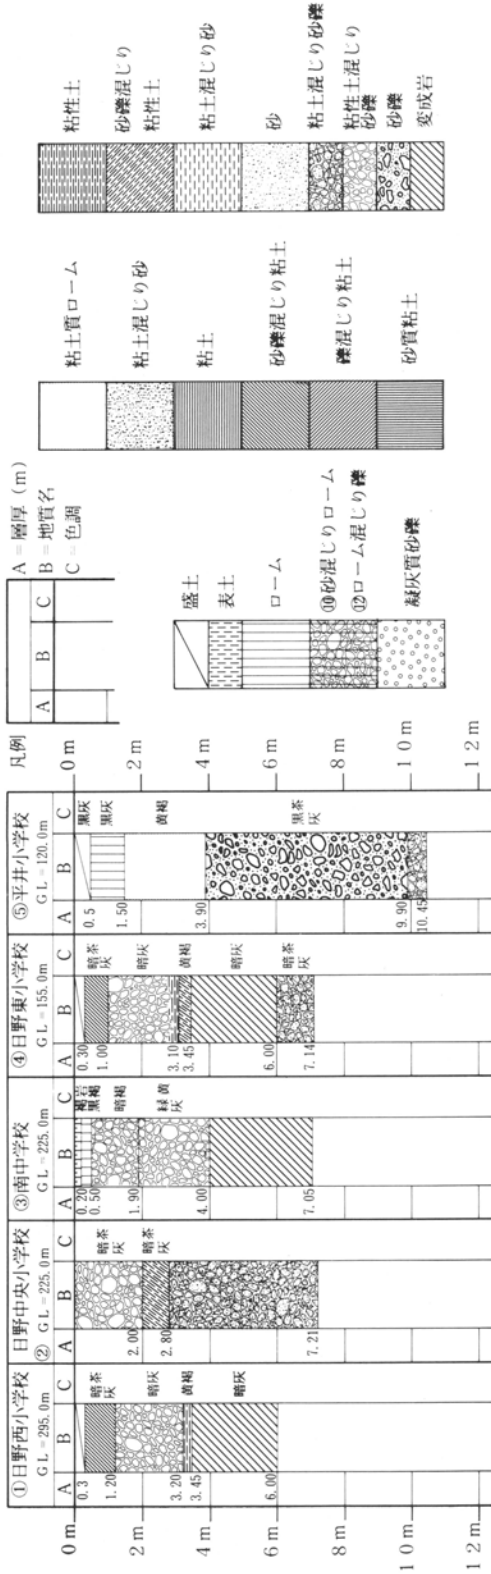 ①日野西小学校
GL=295.0m
A B C
0.3
1.20
3.20
3.45
6.00
暗茶灰
暗灰
黄褐
暗灰
②日野中央小学校
GL=225.0m
A B C
2.00
2.80
7.21
暗茶灰
暗茶灰
③南中学校
GL=225.0m
A B C
0.20
0.50
1.90
4.00
7.05
褐岩
黒褐
暗褐
緑黄灰
④日野東小学校
GL=155.0m
A B C
0.30
1.00
3.10
3.45
6.00
7.14
暗茶灰
暗灰
黄褐
暗灰
暗茶灰
⑤平井小学校
GL=120.0m
A B C
0.5
1.50
3.90
9.90
10.45
黒灰
黒灰
黄褐
黒茶灰
0m
2m
4m
6m
8m
10m
12m
0m
2m
4m
6m
8m
10m
12m
凡例
A B C
A=層厚(m)
B=地質名
C=色調
盛土
表土
ローム
⑩砂混じりローム
⑫ローム混じり礫
凝灰質砂礫
粘土質ローム
粘土混じり砂
粘土
砂礫混じり粘土
礫混じり粘土
砂質粘土
粘性土
砂礫混じり
粘性土
粘土混じり砂
砂
粘土混じり砂礫
粘性土混じり
砂礫
砂礫
変成岩